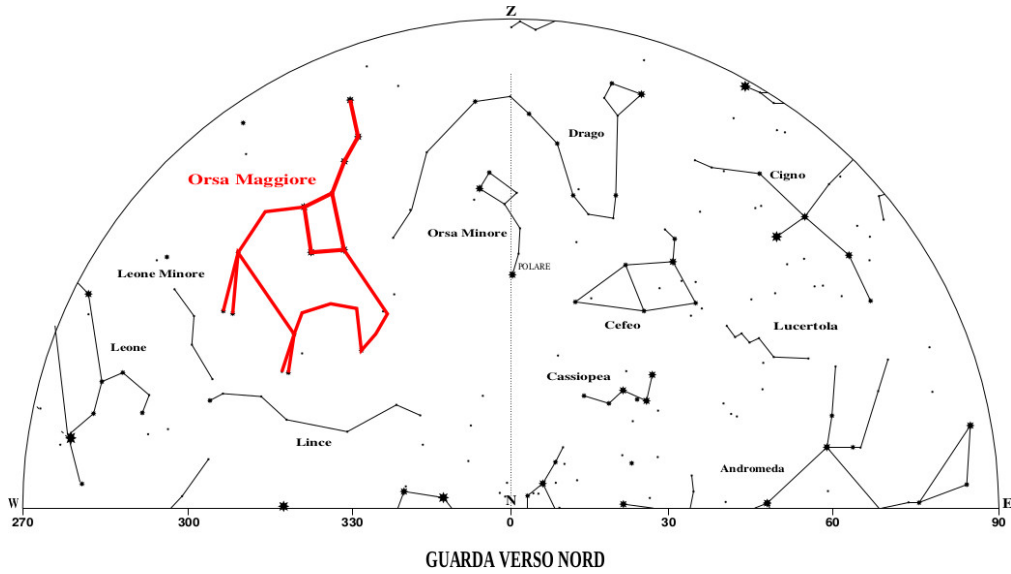 Z
Drago
Cigno
Orsa Maggiore
Orsa Minore
POLARE
Leone Minore
Cefeo
Lucertola
Leone
Cassiopea
Lince
Andromeda
W
N
E
270
300
330
0
30
60
90
GUARDA VERSO NORD